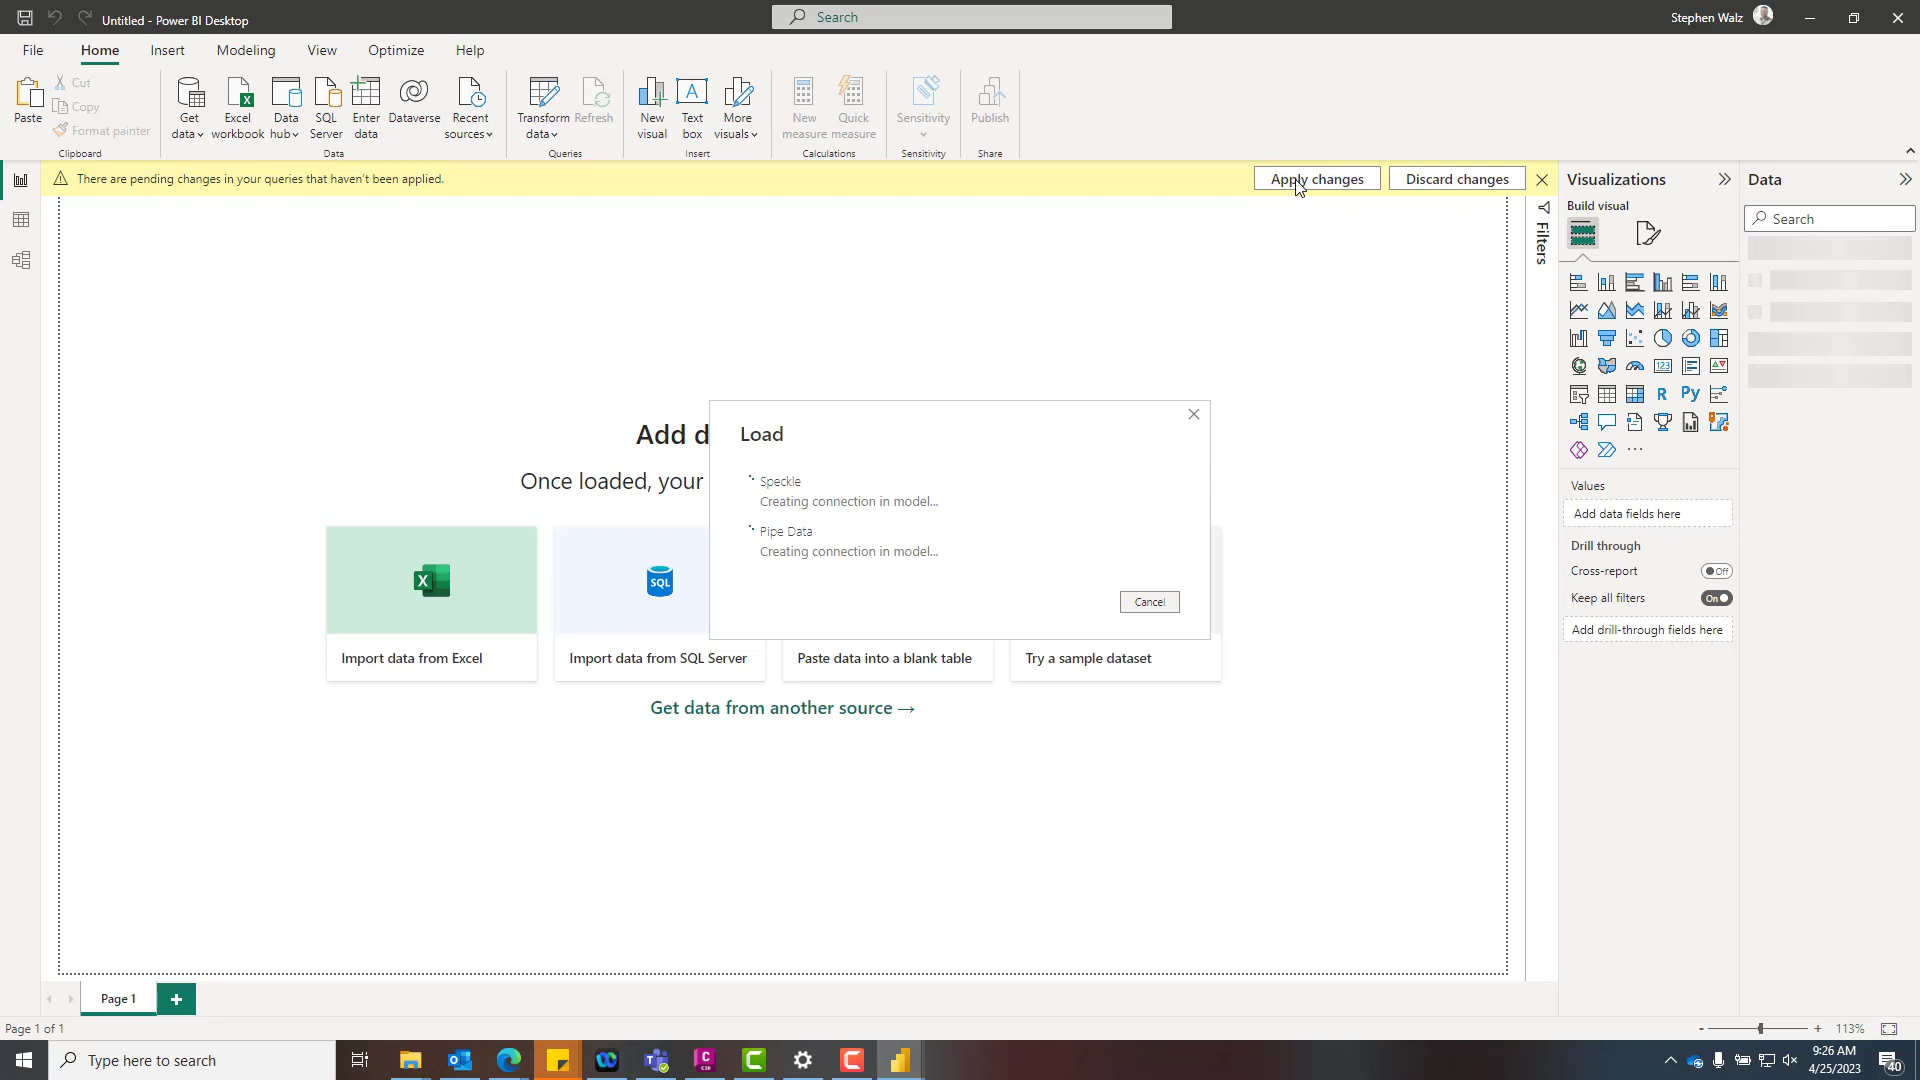 Untitled - Power BI Desktop
Search
Stephen Walz
File
Home
Insert
Modeling
View
Optimize
Help
Paste
Cut
Copy
Format painter
Clipboard
Get data
Excel workbook
Data hub
SQL Server
Enter data
Dataverse
Recent sources
Data
Transform data
Refresh
Queries
New visual
Text box
More visuals
Insert
New measure
Quick measure
Calculations
Sensitivity
Sensitivity
Publish
Share
There are pending changes in your queries that haven't been applied.
Apply changes
Discard changes
Filters
Visualizations
Build visual
Data
Search
R
Py
123
Values
Add data fields here
Drill through
Cross-report
Off
Keep all filters
On
Add drill-through fields here
Add d
Once loaded, your
Load
Speckle
Creating connection in model...
Pipe Data
Creating connection in model...
Cancel
X
SQL
Import data from Excel
Import data from SQL Server
Paste data into a blank table
Try a sample dataset
Get data from another source →
Page 1
Page 1 of 1
- + 113%
Type here to search
9:26 AM
4/25/2023
40